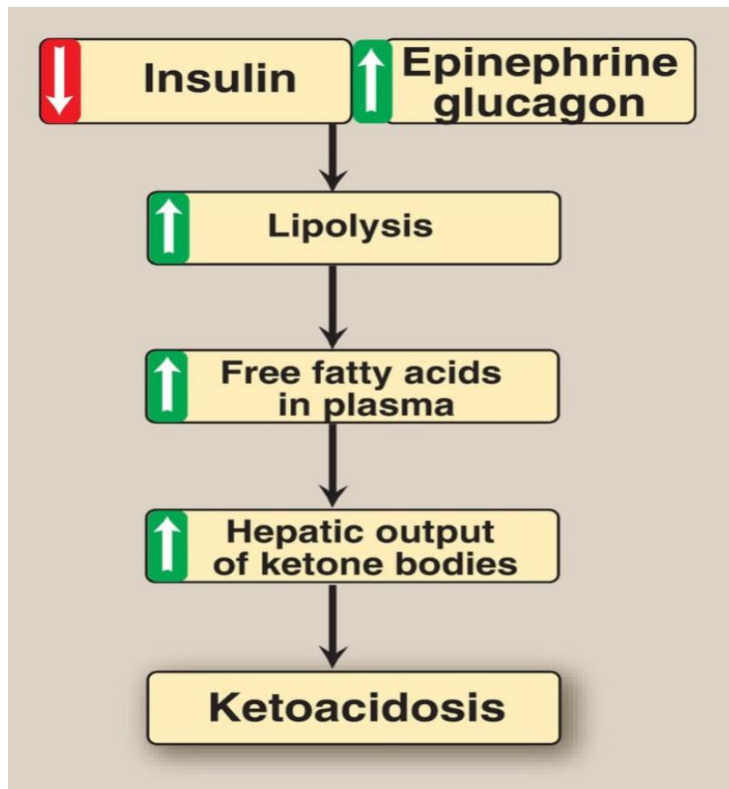 Insulin
Epinephrine
glucagon
Lipolysis
Free fatty acids
in plasma
Hepatic output
of ketone bodies
Ketoacidosis